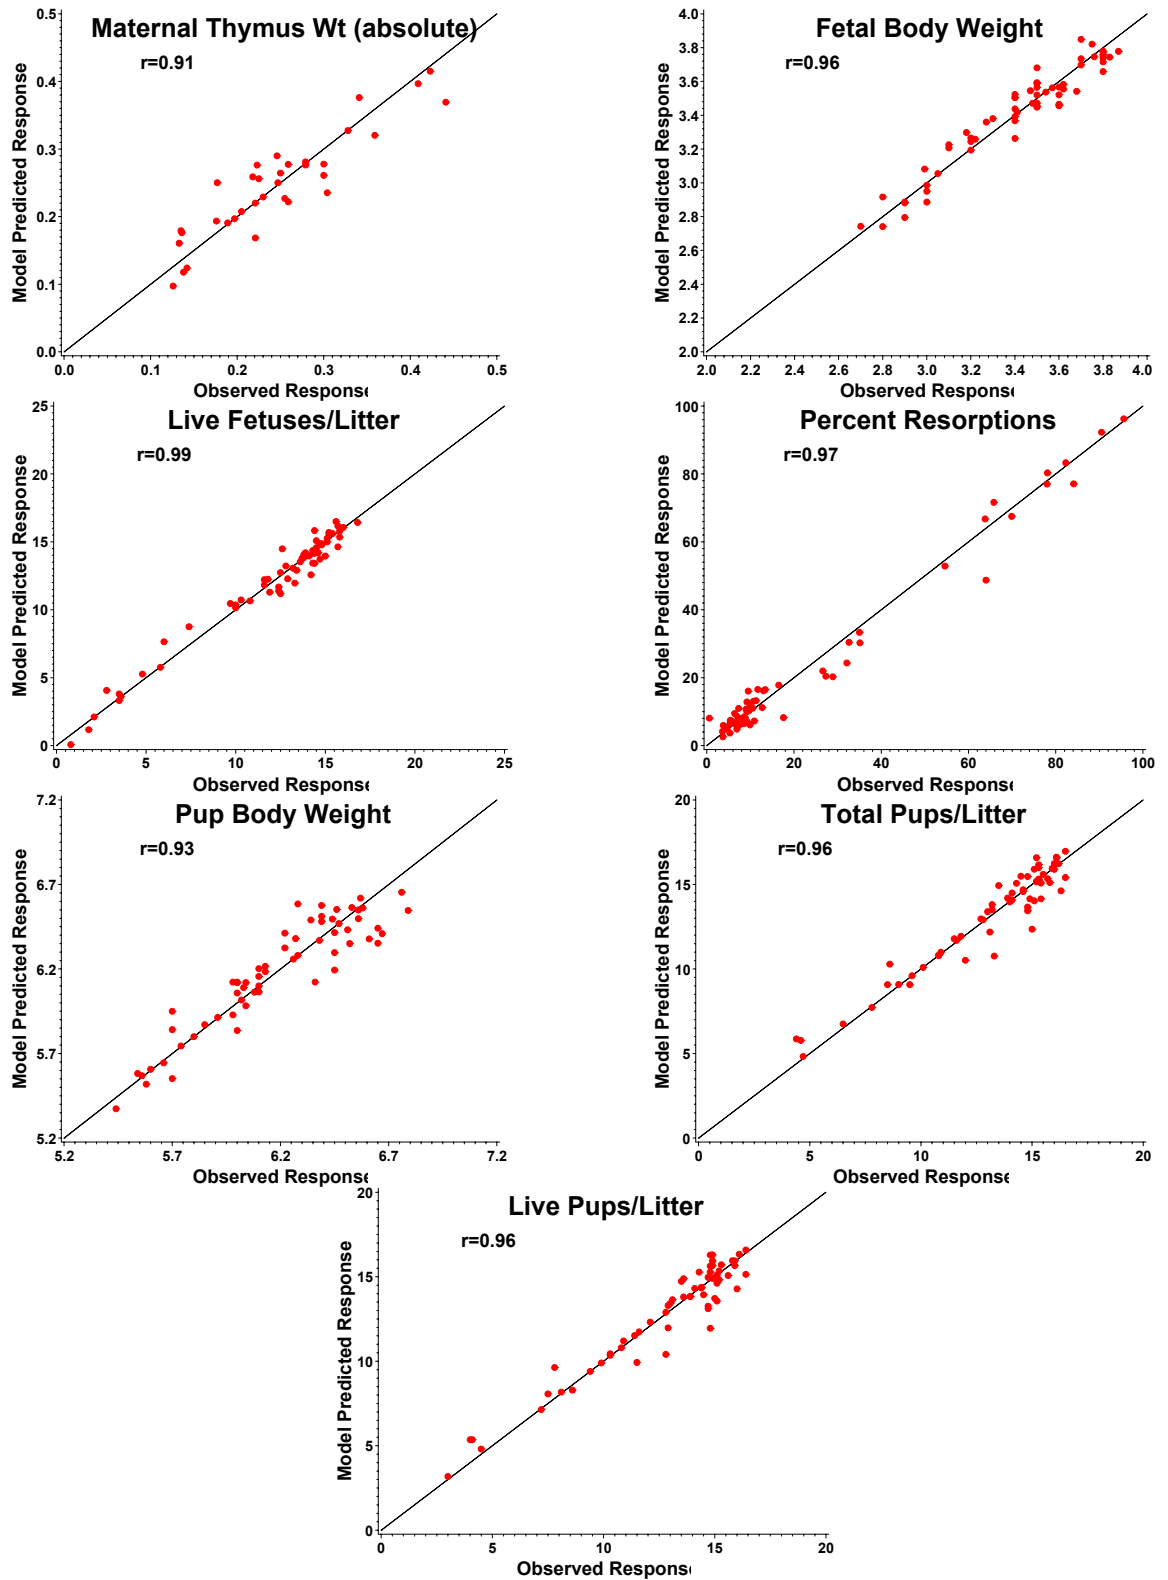 Maternal Thymus Wt (absolute)
r=0.91
Model Predicted Response
0.5
0.4
0.3
0.2
0.1
0.0
0.0 0.1 0.2 0.3 0.4 0.5
Observed Response
Fetal Body Weight
r=0.96
Model Predicted Response
4.0
3.8
3.6
3.4
3.2
3.0
2.8
2.6
2.4
2.2
2.0
2.0 2.2 2.4 2.6 2.8 3.0 3.2 3.4 3.6 3.8 4.0
Observed Response
Live Fetuses/Litter
r=0.99
Model Predicted Response
25
20
15
10
5
0
0 5 10 15 20 25
Observed Response
Percent Resorptions
r=0.97
Model Predicted Response
100
80
60
40
20
0
0 20 40 60 80 100
Observed Response
Pup Body Weight
r=0.93
Model Predicted Response
7.2
6.7
6.2
5.7
5.2
5.2 5.7 6.2 6.7 7.2
Observed Response
Total Pups/Litter
r=0.96
Model Predicted Response
20
15
10
5
0
0 5 10 15 20
Observed Response
Live Pups/Litter
r=0.96
Model Predicted Response
20
15
10
5
0
0 5 10 15 20
Observed Respons